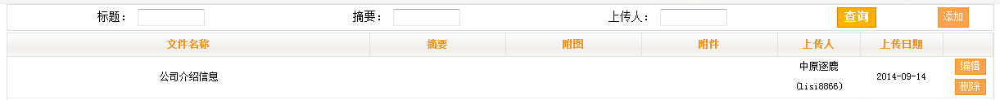 标题： 摘要： 上传人： 查询 添加
文件名称 摘要 附图 附件 上传人 上传日期
公司介绍信息 中原逐鹿 2014-09-14 编辑
(lisi8866) 删除